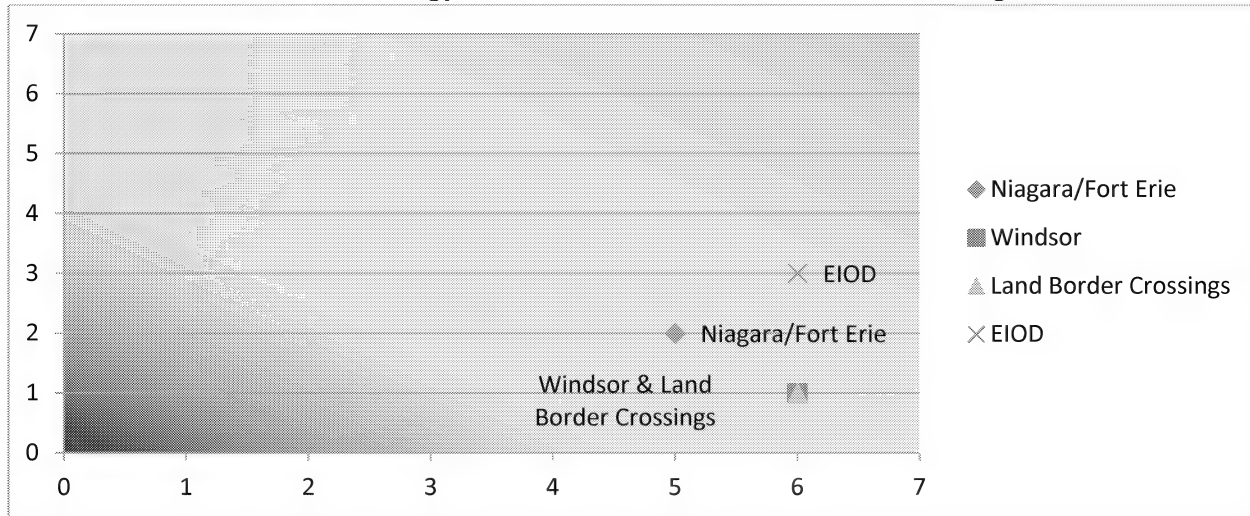 7
6
5
4
3
2
1
0
0 1 2 3 4 5 6 7
EIOD
Niagara/Fort Erie
Windsor & Land
Border Crossings
Niagara/Fort Erie
Windsor
Land Border Crossings
EIOD